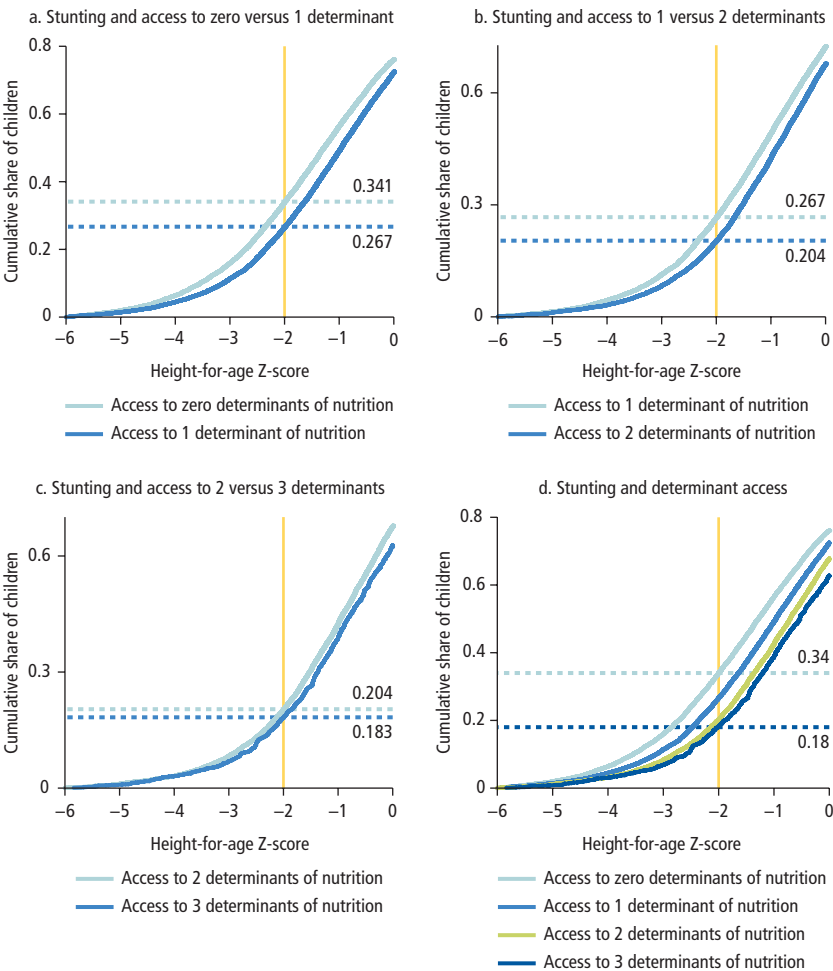 a. Stunting and access to zero versus 1 determinant
Cumulative share of children
0.8
0.6
0.4
0.2
0
0.341
0.267
−6 −5 −4 −3 −2 −1 0
Height-for-age Z-score
Access to zero determinants of nutrition
Access to 1 determinant of nutrition
b. Stunting and access to 1 versus 2 determinants
Cumulative share of children
0.6
0.3
0
0.267
0.204
−6 −5 −4 −3 −2 −1 0
Height-for-age Z-score
Access to 1 determinant of nutrition
Access to 2 determinants of nutrition
c. Stunting and access to 2 versus 3 determinants
Cumulative share of children
0.6
0.3
0
0.204
0.183
−6 −5 −4 −3 −2 −1 0
Height-for-age Z-score
Access to 2 determinants of nutrition
Access to 3 determinants of nutrition
d. Stunting and determinant access
Cumulative share of children
0.8
0.6
0.4
0.2
0
0.34
0.18
−6 −5 −4 −3 −2 −1 0
Height-for-age Z-score
Access to zero determinants of nutrition
Access to 1 determinant of nutrition
Access to 2 determinants of nutrition
Access to 3 determinants of nutrition